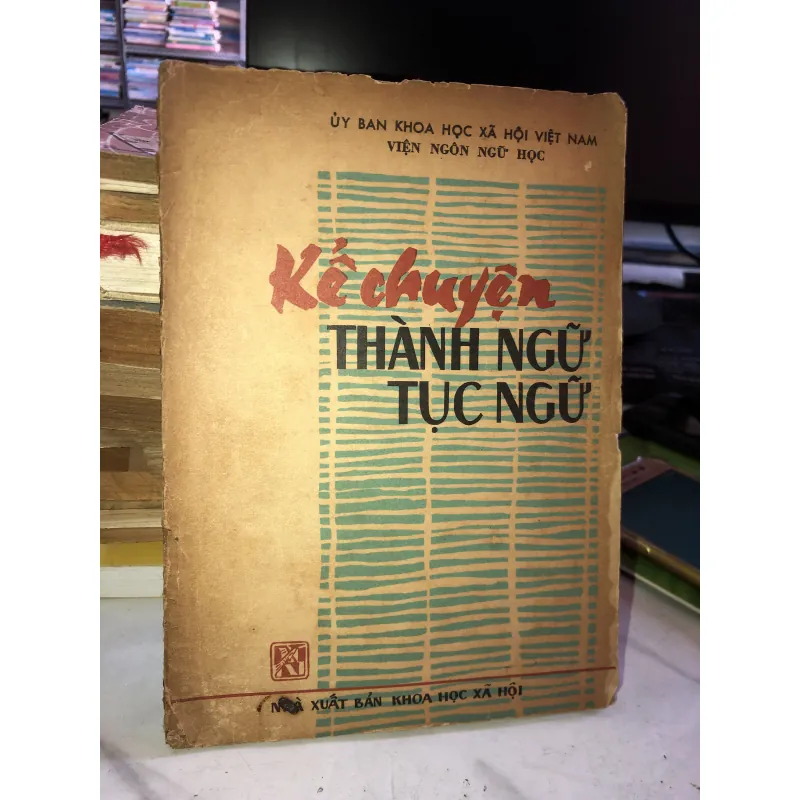 ỦY BAN KHOA HỌC XÃ HỘI VIỆT NAM
VIỆN NGÔN NGỮ HỌC
Kể chuyện
THÀNH NGỮ
TỤC NGỮ
NHÀ XUẤT BẢN KHOA HỌC XÃ HỘI